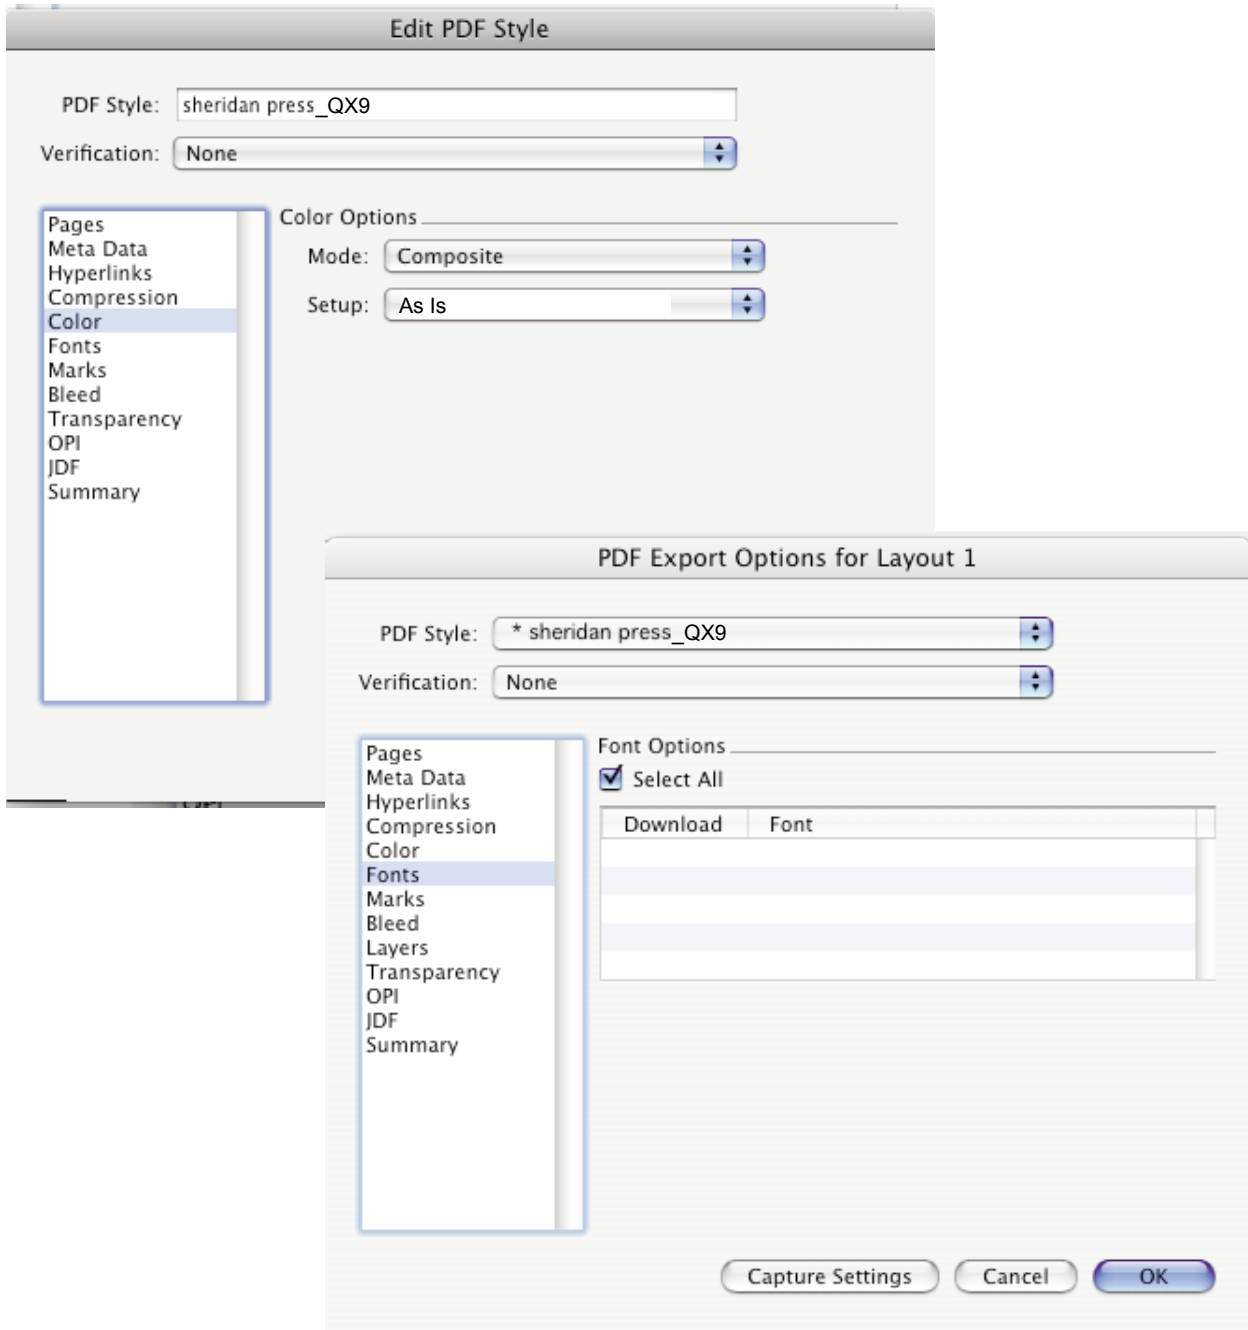 Edit PDF Style
PDF Style: sheridan press_QX9
Verification: None
Pages
Meta Data
Hyperlinks
Compression
Color
Fonts
Marks
Bleed
Transparency
OPI
JDF
Summary
Color Options
Mode: Composite
Setup: As Is
PDF Export Options for Layout 1
PDF Style: * sheridan press_QX9
Verification: None
Pages
Meta Data
Hyperlinks
Compression
Color
Fonts
Marks
Bleed
Layers
Transparency
OPI
JDF
Summary
Font Options
Select All
Download Font
Capture Settings Cancel OK